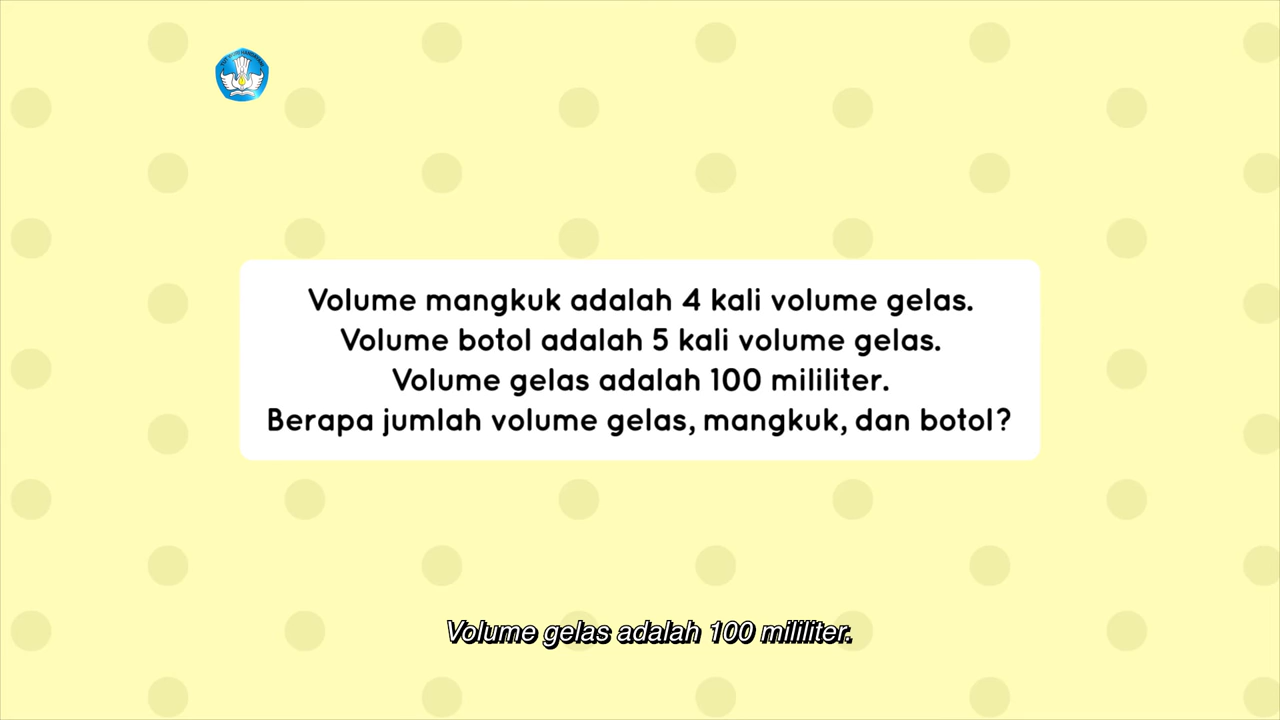 Volume mangkuk adalah 4 kali volume gelas.
Volume botol adalah 5 kali volume gelas.
Volume gelas adalah 100 mililiter.
Berapa jumlah volume gelas, mangkuk, dan botol?
Volume gelas adalah 100 mililiter.